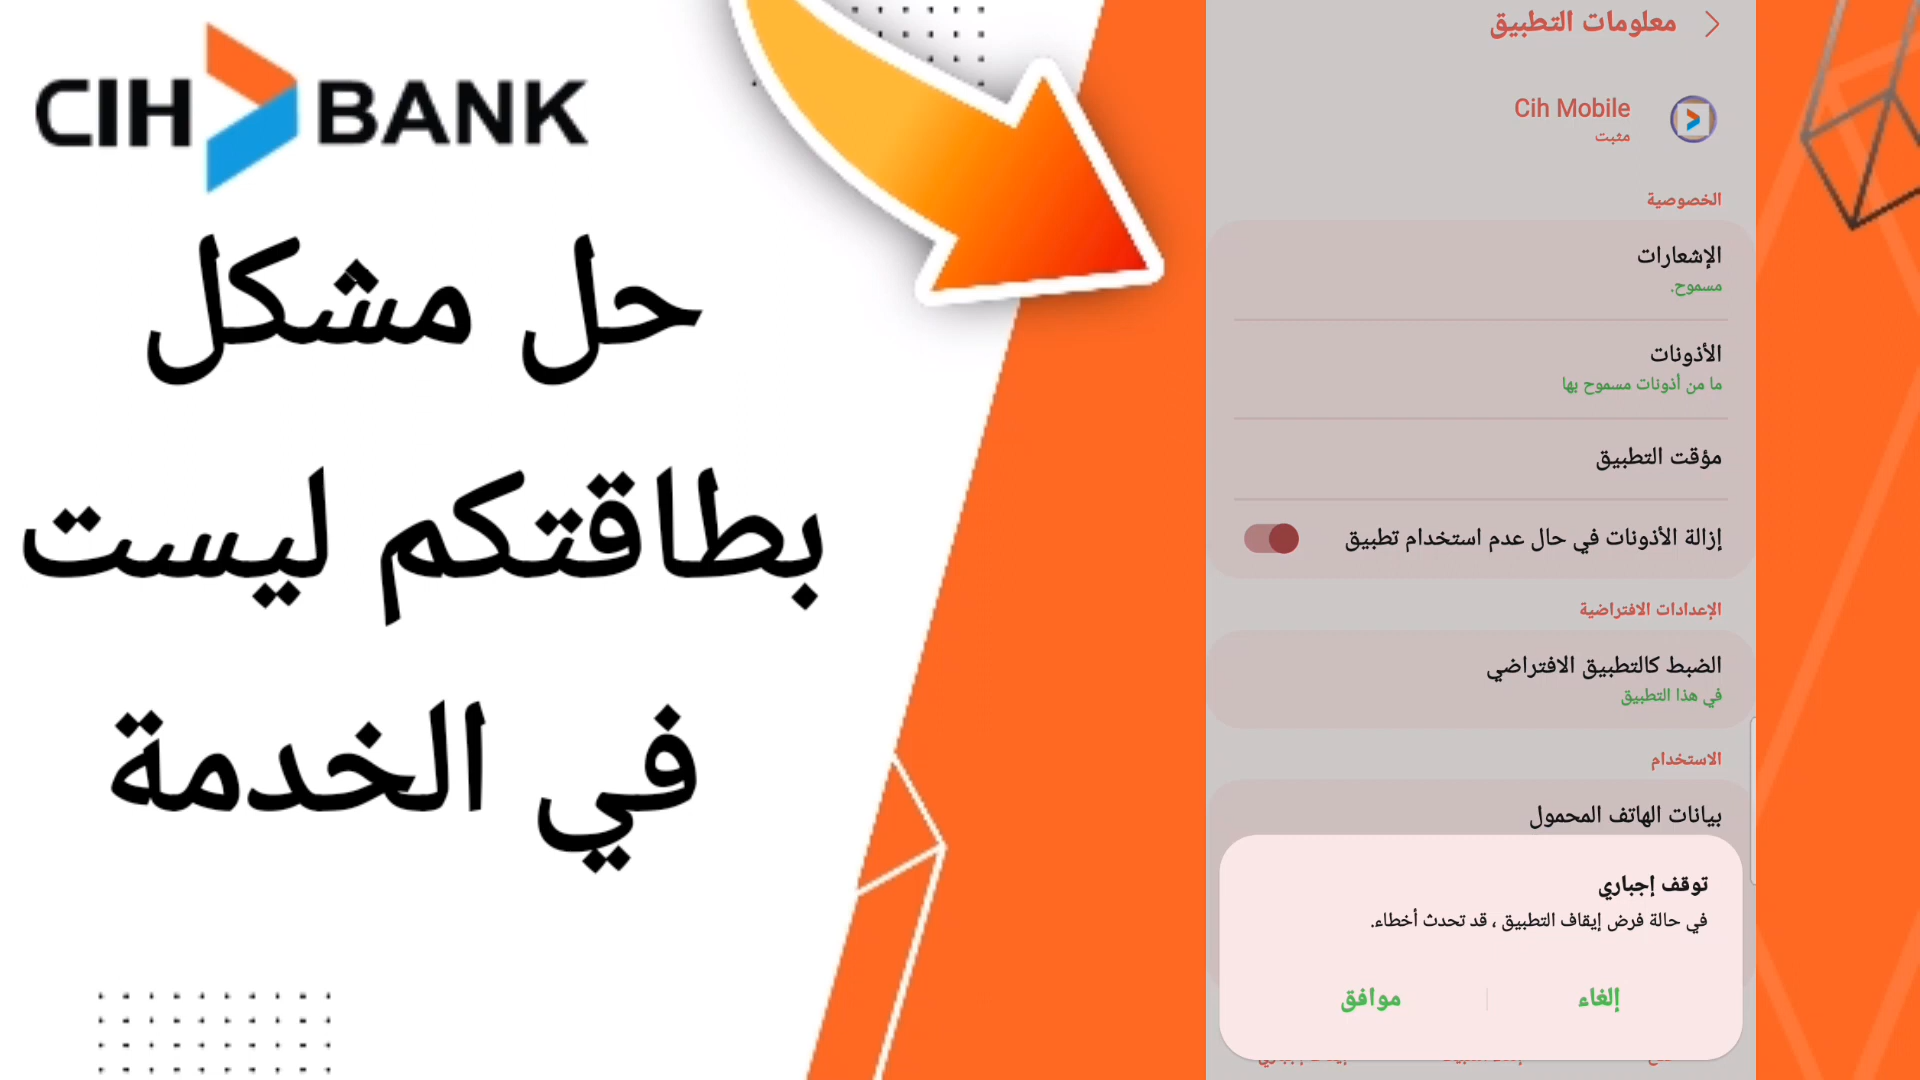 CIH BANK
حل مشكل
بطاقتكم ليست
في الخدمة
معلومات التطبيق
Cih Mobile
مثبت
الخصوصية
الإشعارات
مسموح.
الأذونات
ما من أذونات مسموح بها
مؤقت التطبيق
إزالة الأذونات في حال عدم استخدام تطبيق
الإعدادات الافتراضية
الضبط كالتطبيق الافتراضي
في هذا التطبيق
الاستخدام
بيانات الهاتف المحمول
توقف إجباري
في حالة فرض إيقاف التطبيق ، قد تحدث أخطاء.
إلغاء
موافق